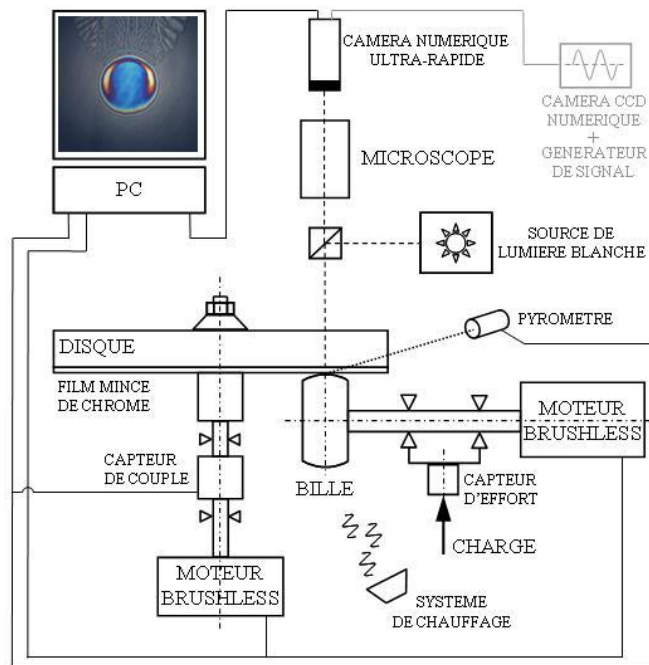 CAMERA NUMERIQUE
ULTRA-RAPIDE
CAMERA CCD
NUMERIQUE
+
GENERATEUR
DE SIGNAL
MICROSCOPE
PC
SOURCE DE
LUMIERE BLANCHE
PYROMETRE
DISQUE
FILM MINCE
DE CHROME
MOTEUR
BRUSHLESS
CAPTEUR
DE COUPLE
BILLE
CAPTEUR
D'EFFORT
CHARGE
MOTEUR
BRUSHLESS
SYSTEME
DE CHAUFFAGE